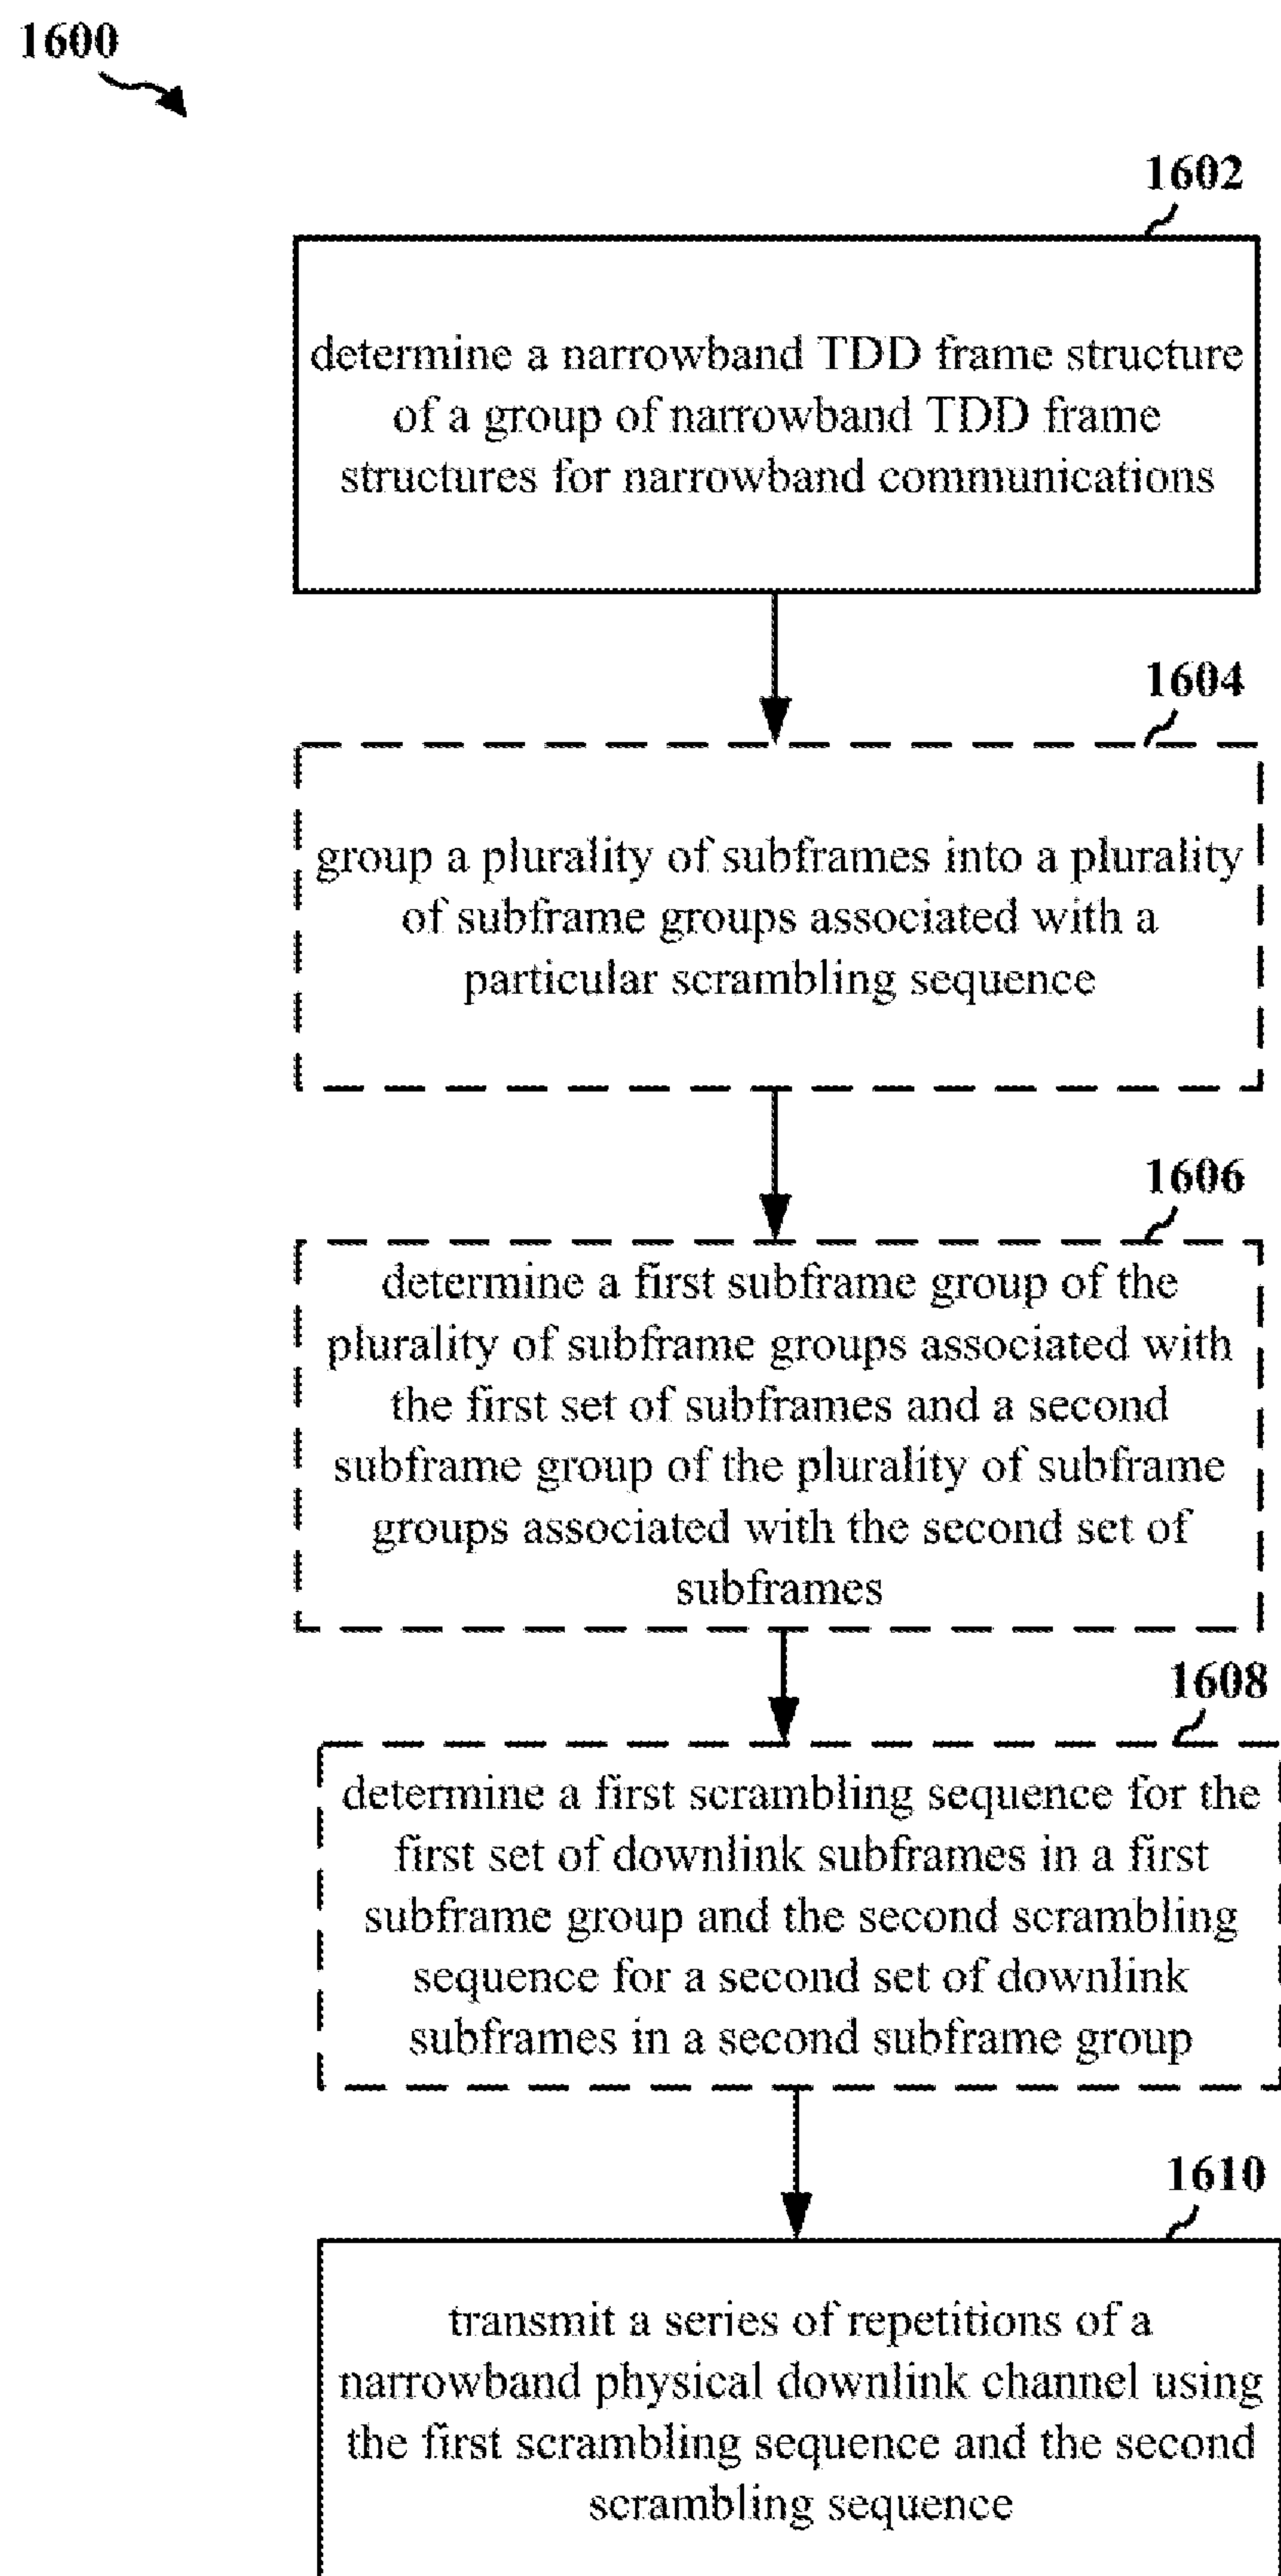 1600
1602
determine a narrowband TDD frame structure
of a group of narrowband TDD frame
structures for narrowband communications
1604
group a plurality of subframes into a plurality
of subframe groups associated with a
particular scrambling sequence
1606
determine a first subframe group of the
plurality of subframe groups associated with
the first set of subframes and a second
subframe group of the plurality of subframe
groups associated with the second set of
subframes
1608
determine a first scrambling sequence for the
first set of downlink subframes in a first
subframe group and the second scrambling
sequence for a second set of downlink
subframes in a second subframe group
1610
transmit a series of repetitions of a
narrowband physical downlink channel using
the first scrambling sequence and the second
scrambling sequence